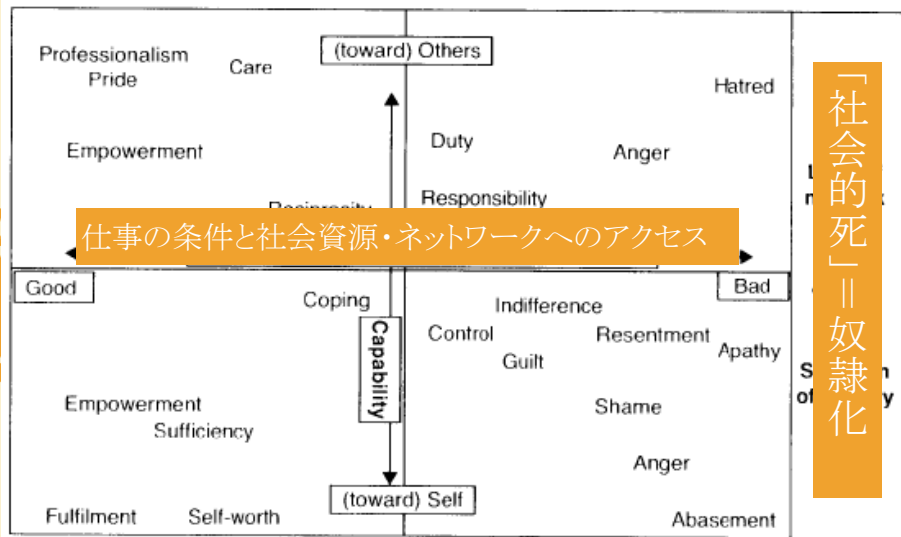 (toward) Others
Professionalism
Pride
Care
Hatred
Empowerment
Duty
Anger
Responsibility
仕事の条件と社会資源・ネットワークへのアクセス
Good
Bad
Coping
Capability
Indifference
Control
Resentment
Guilt
Apathy
Empowerment
Sufficiency
Shame
Anger
(toward) Self
Fulfilment
Self-worth
Abasement
「社会的死」＝奴隷化